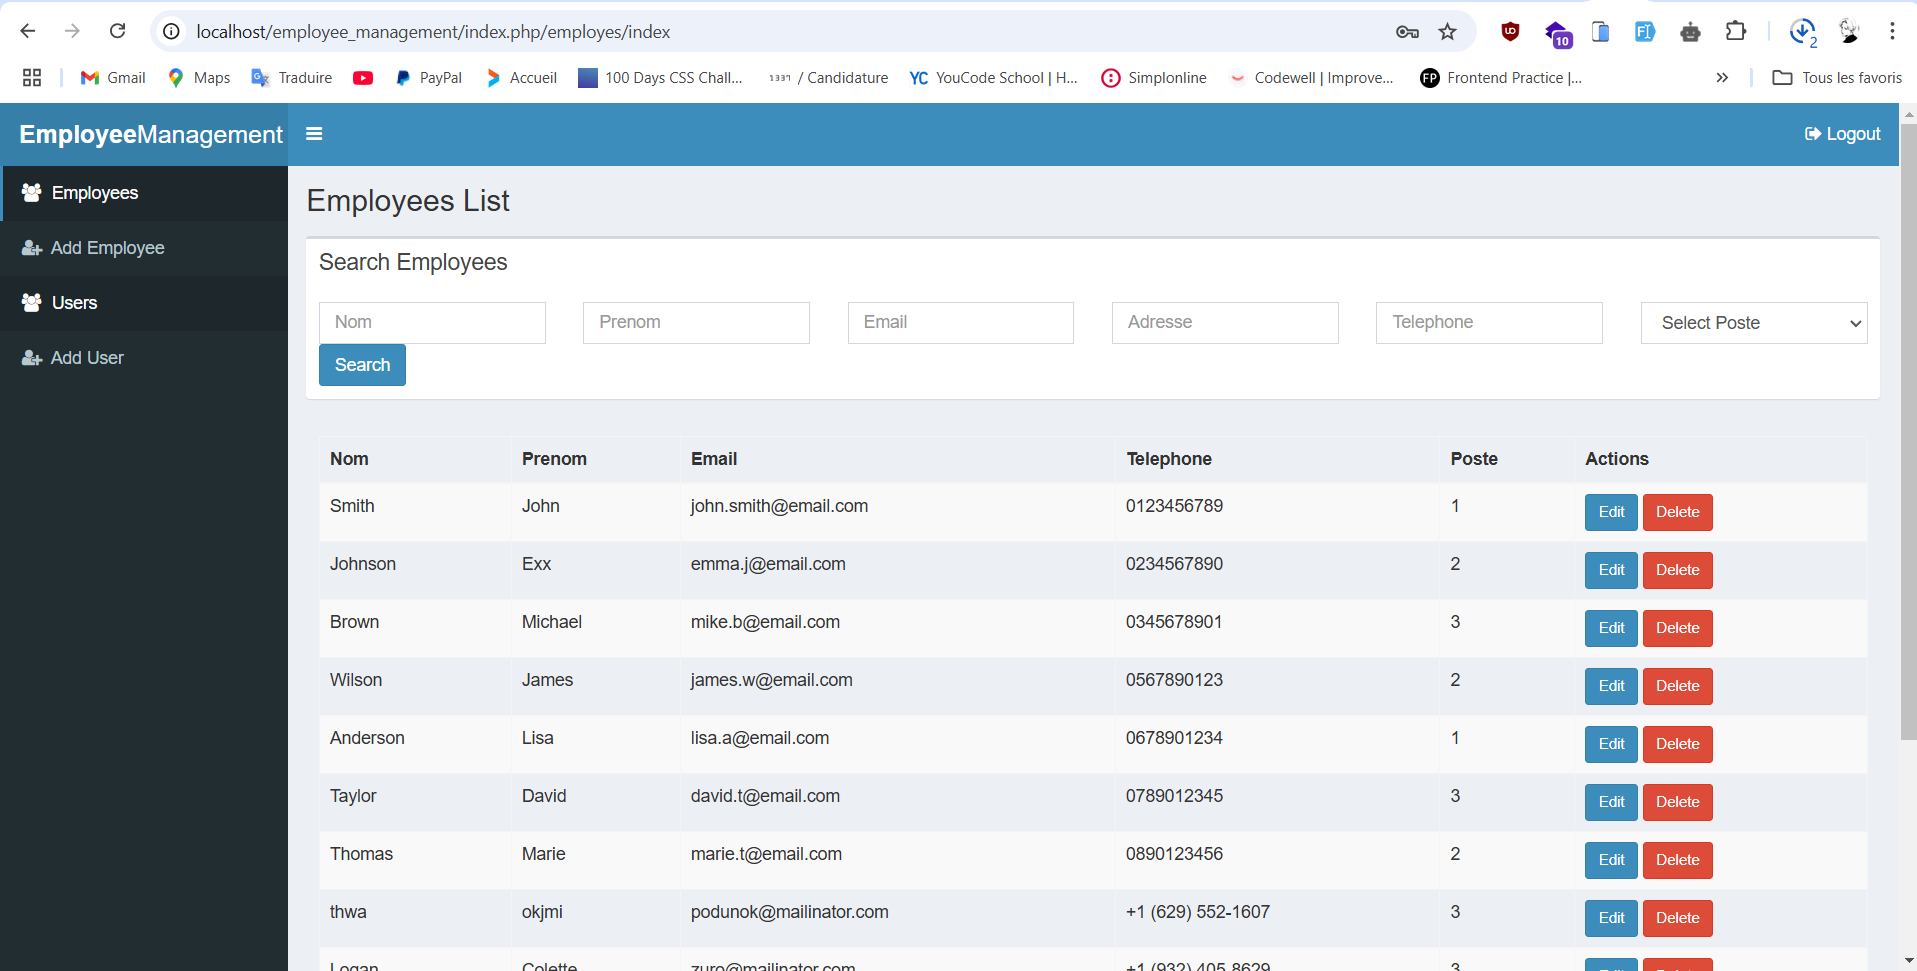 localhost/employee_management/index.php/employes/index
10
2
Gmail Maps Traduire PayPal Accueil 100 Days CSS Chall... 1337 / Candidature YC YouCode School | H... Simplonline Codewell | Improve... FP Frontend Practice |... » Tous les favoris
EmployeeManagement Logout
Employees
Add Employee
Users
Add User
Employees List
Search Employees
Nom Prenom Email Adresse Telephone Select Poste
Search
Nom Prenom Email Telephone Poste Actions
Smith John john.smith@email.com 0123456789 1 Edit Delete
Johnson Exx emma.j@email.com 0234567890 2 Edit Delete
Brown Michael mike.b@email.com 0345678901 3 Edit Delete
Wilson James james.w@email.com 0567890123 2 Edit Delete
Anderson Lisa lisa.a@email.com 0678901234 1 Edit Delete
Taylor David david.t@email.com 0789012345 3 Edit Delete
Thomas Marie marie.t@email.com 0890123456 2 Edit Delete
thwa okjmi podunok@mailinator.com +1 (629) 552-1607 3 Edit Delete
Logan Colette zuro@mailinator.com +1 (932) 405-8629 3 Edit Delete